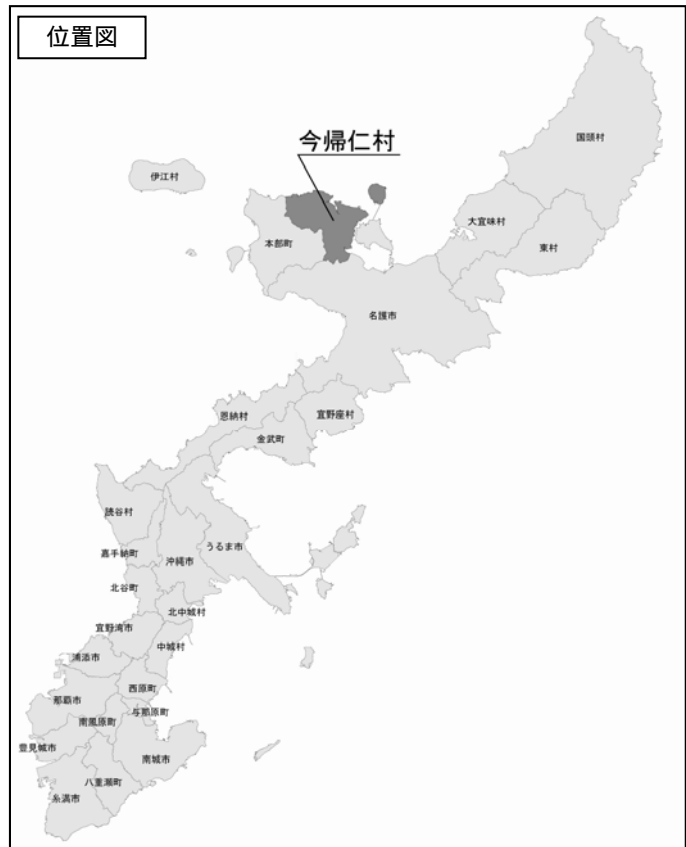 位置図
国頭村
今帰仁村
伊江村
大宜味村
本部町
東村
名護市
恩納村
宜野座村
金武町
読谷村
うるま市
嘉手納町
沖縄市
北谷町
北中城村
宜野湾市
中城村
浦添市
西原町
那覇市
与那原町
南風原町
豊見城市
南城市
八重瀬町
糸満市